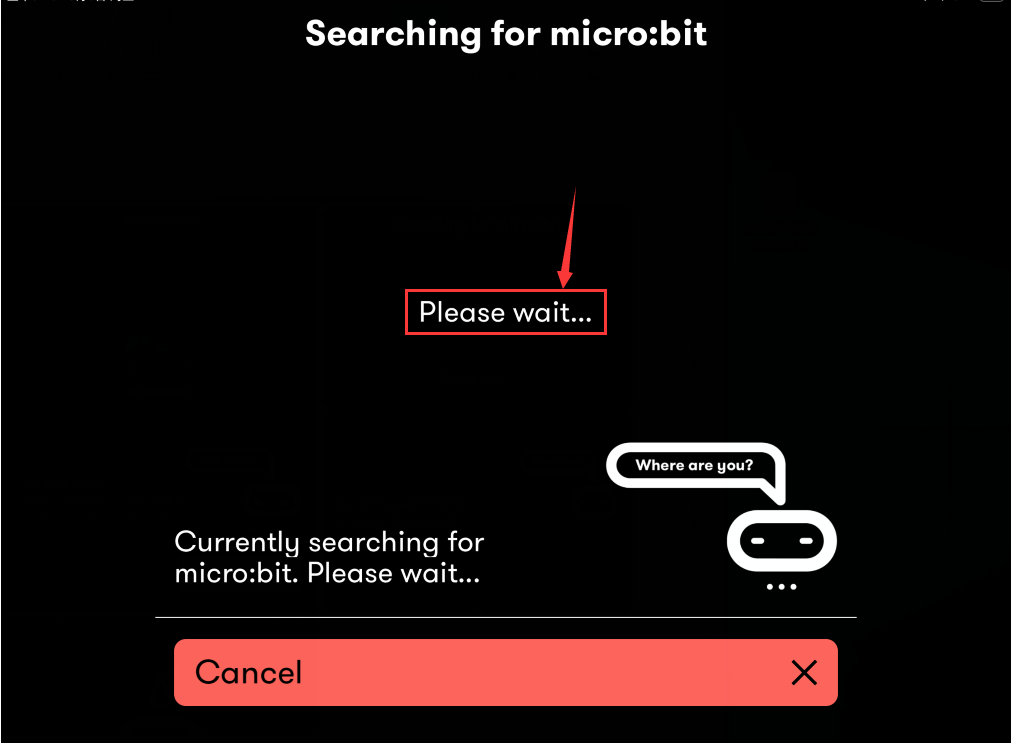 Searching for micro:bit
Please wait...
Where are you?
Currently searching for
micro:bit. Please wait...
Cancel